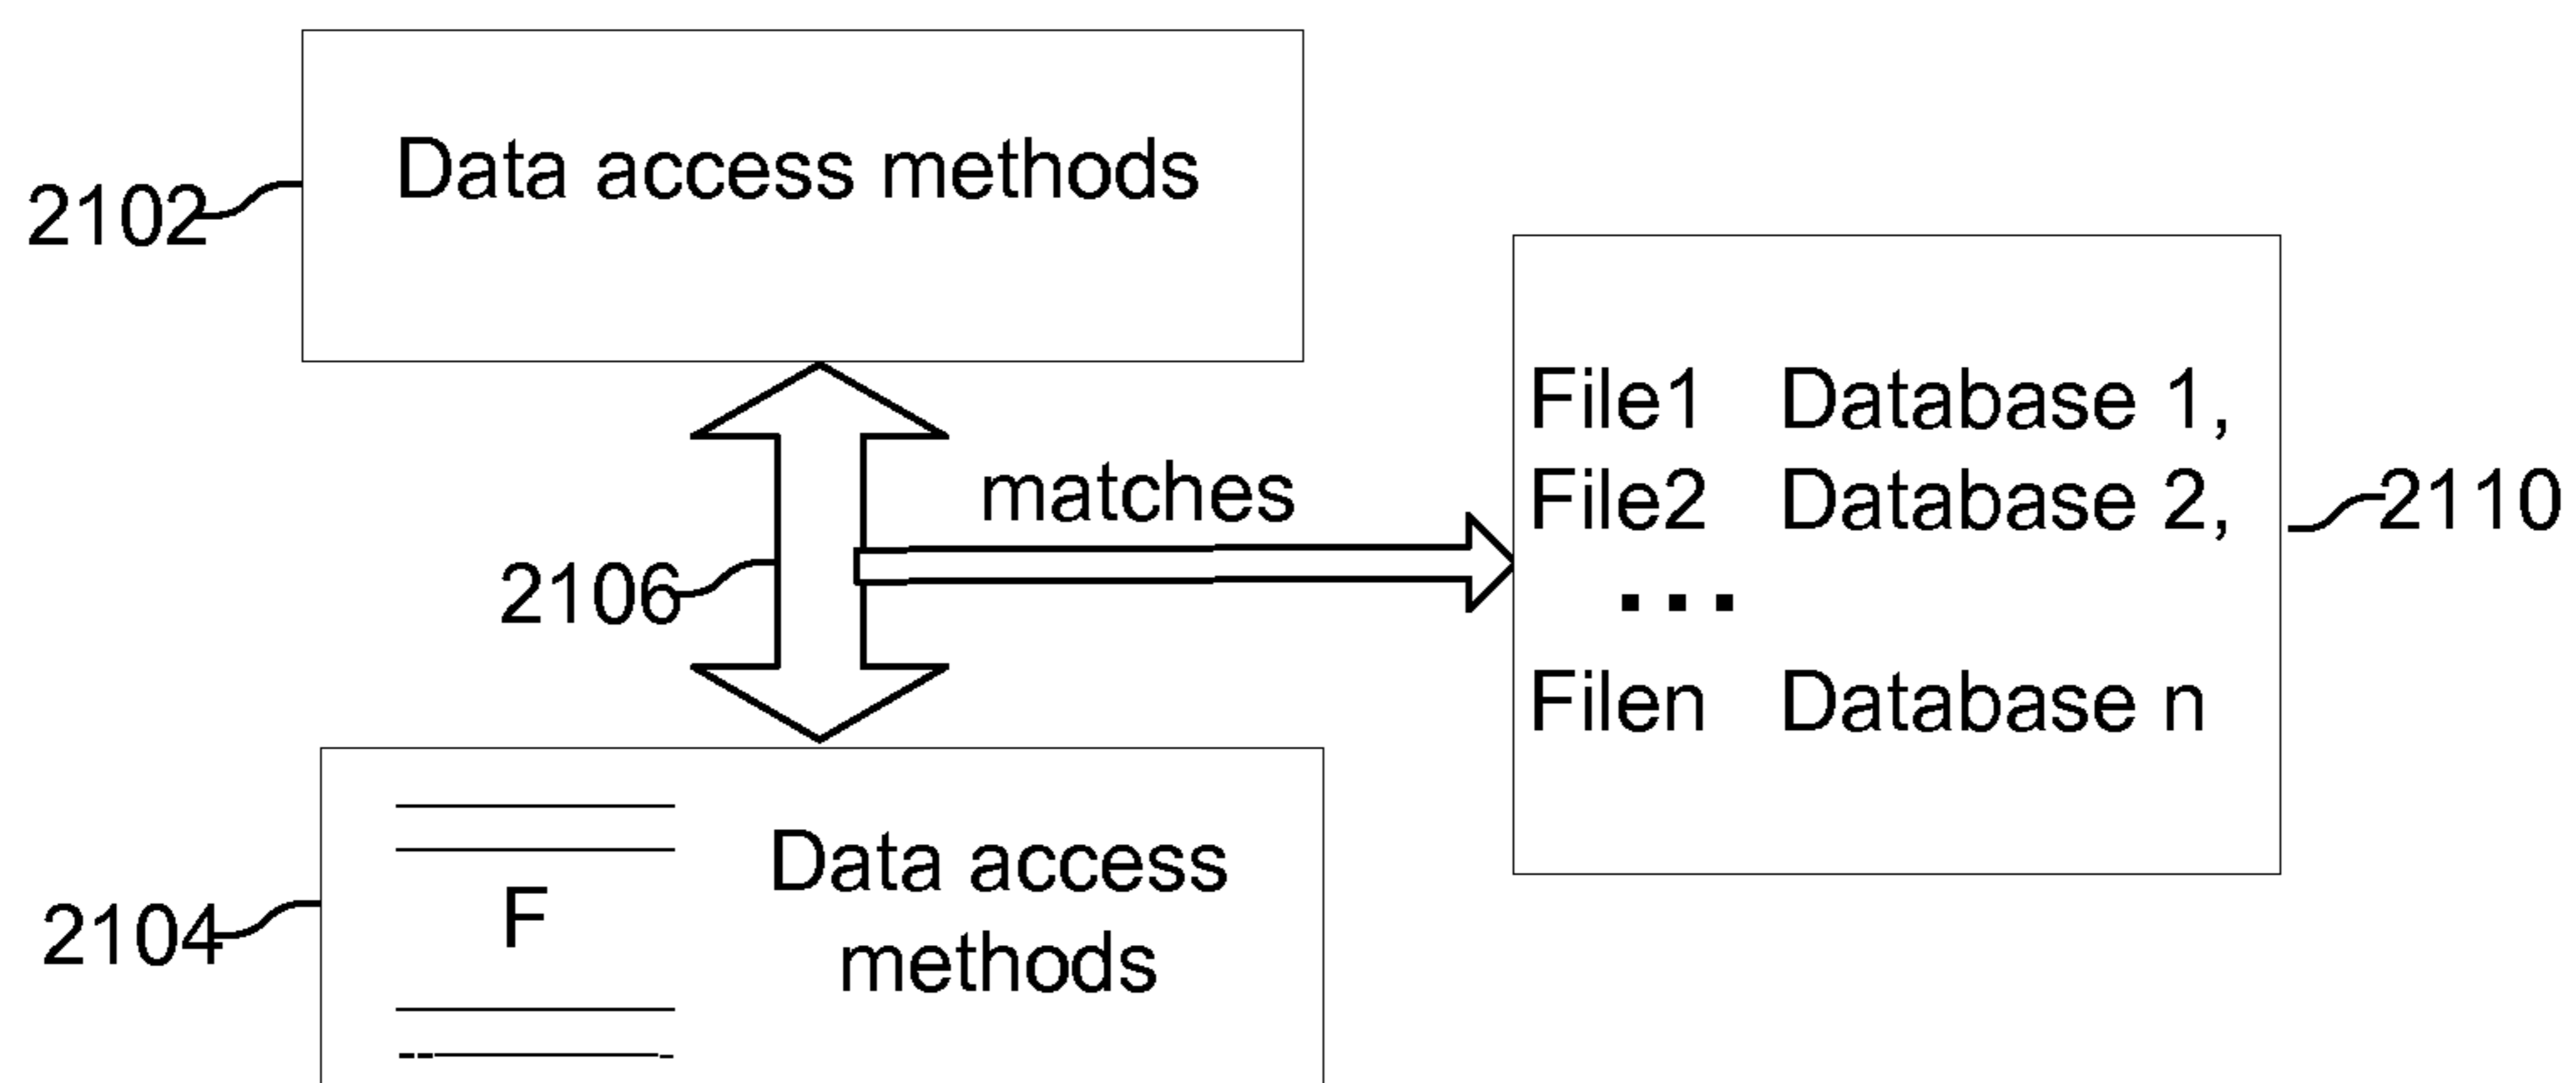 Data access methods
2102
File1 Database 1,
matches
File2 Database 2,
2110
2106
...
Filen Database n
Data access
F
2104
methods